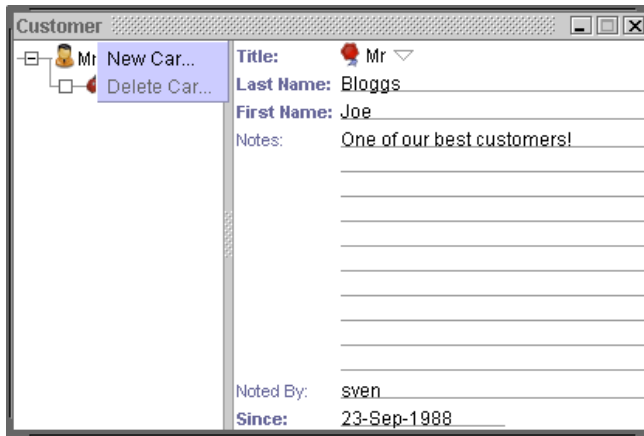 Customer
Mr
New Car...
Delete Car...
Title: Mr
Last Name: Bloggs
First Name: Joe
Notes: One of our best customers!
Noted By: sven
Since: 23-Sep-1988